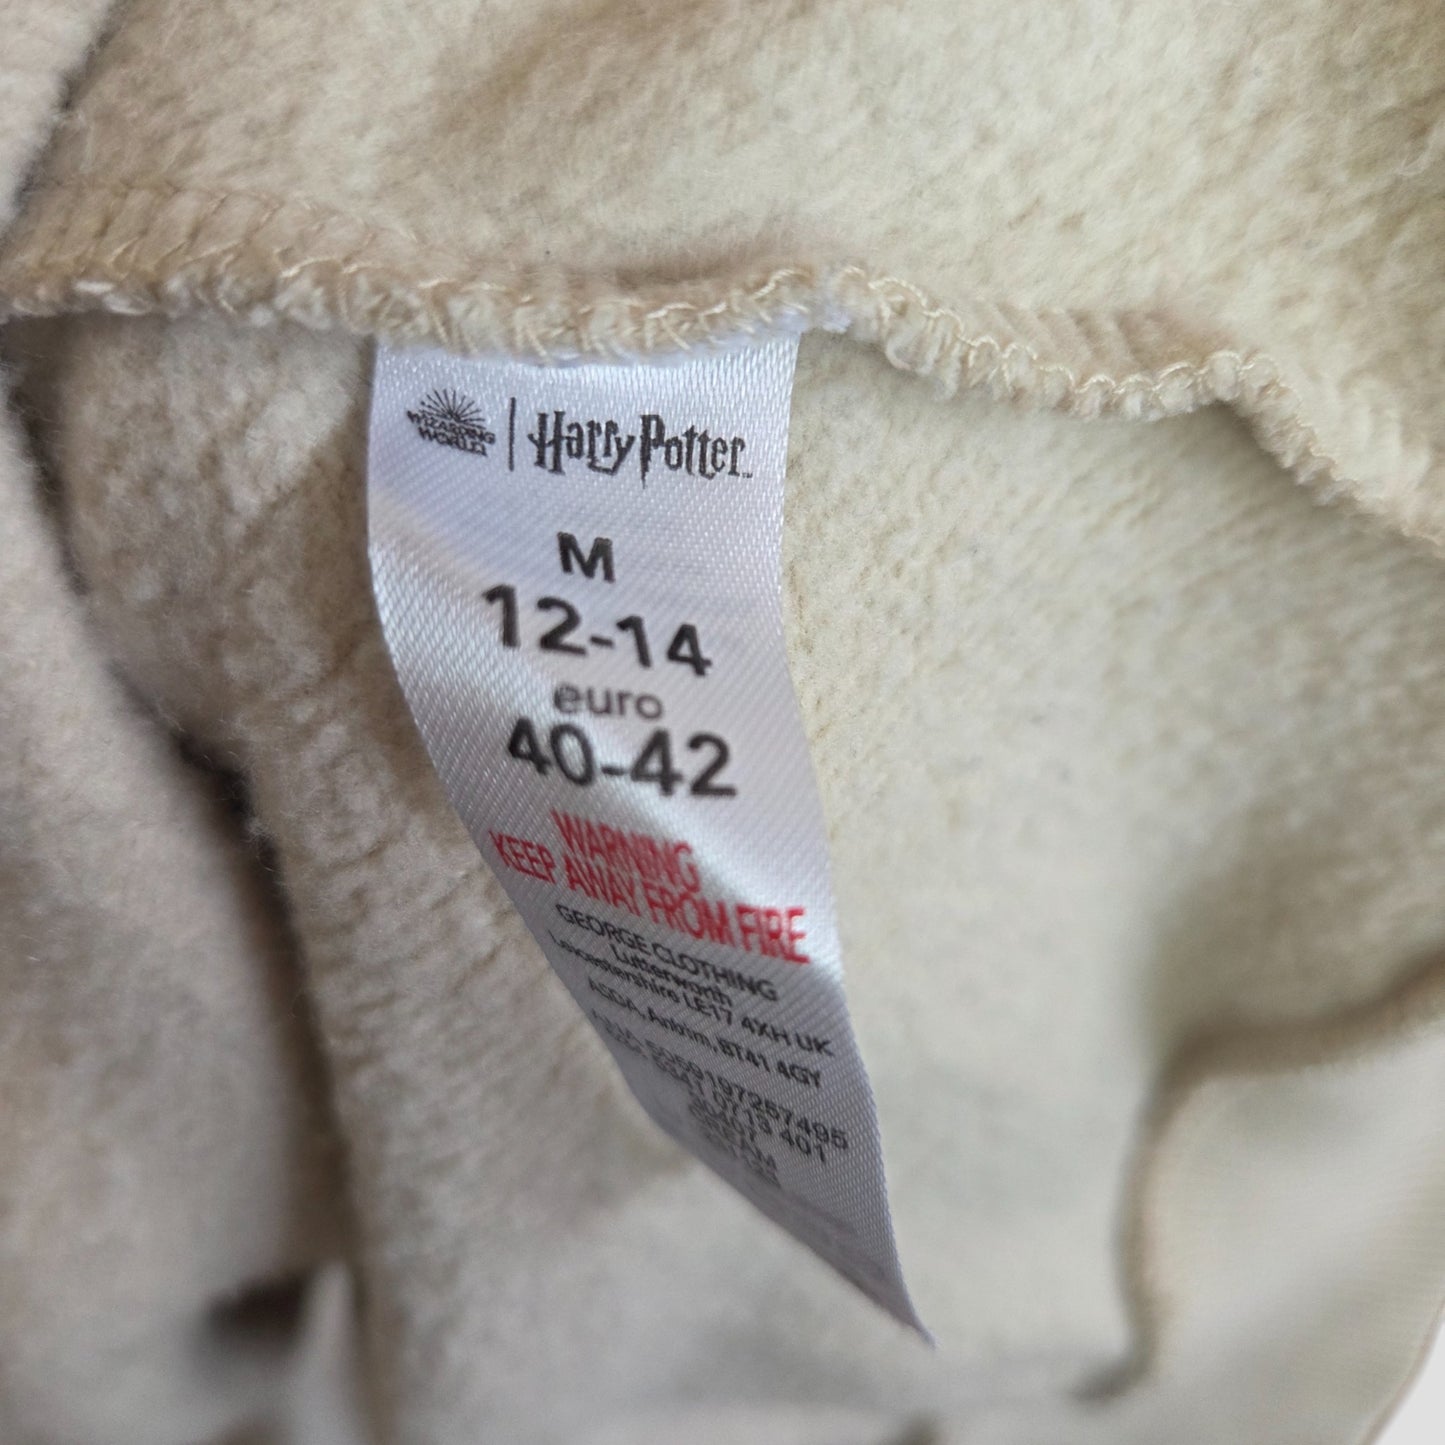 WIZARDING WORLD | Harry Potter™
M
12-14
euro
40-42
WARNING
KEEP AWAY FROM FIRE
GEORGE CLOTHING
Lutterworth
Leicestershire LE17 4XH UK
ASDA, Antrim, BT41 4GY